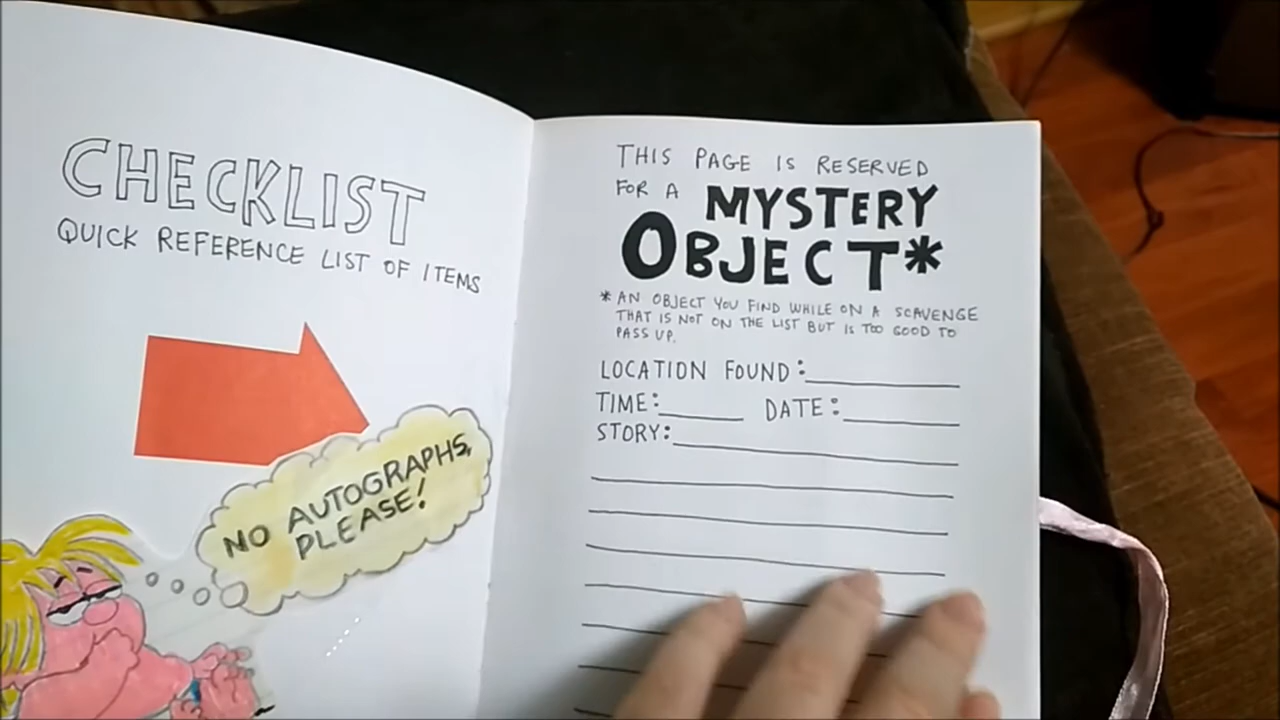 CHECKLIST
QUICK REFERENCE LIST OF ITEMS
NO AUTOGRAPHS,
PLEASE!
THIS PAGE IS RESERVED
FOR A MYSTERY
OBJECT*
* AN OBJECT YOU FIND WHILE ON A SCAVENGE
THAT IS NOT ON THE LIST BUT IS TOO GOOD TO
PASS UP.
LOCATION FOUND:
TIME: DATE:
STORY: